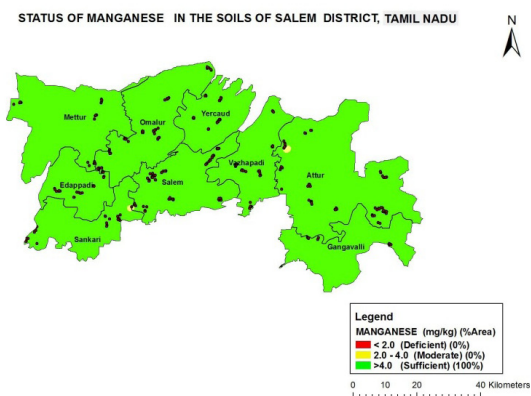 STATUS OF MANGANESE IN THE SOILS OF SALEM DISTRICT, TAMIL NADU
N
Mettur
Omalur
Yercaud
Vazhapadi
Attur
Edappadi
Salem
Sankari
Gangavalli
Legend
MANGANESE (mg/kg) (%Area)
< 2.0 (Deficient) (0%)
2.0 - 4.0 (Moderate) (0%)
>4.0 (Sufficient) (100%)
0 10 20 40 Kilometers